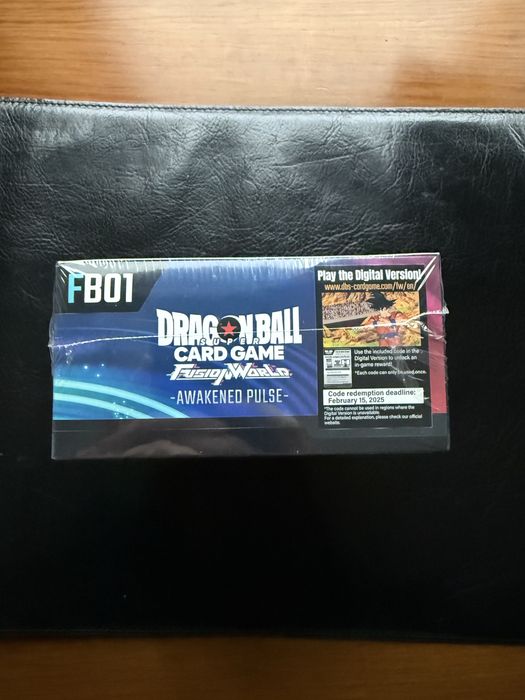 FB01
DRAGON BALL
SUPER
CARD GAME
FUSION WORLD
-AWAKENED PULSE-
Play the Digital Version!
www.dbs-cardgame.com/fw/en/
Use the included code in the
Digital Version to unlock an
in-game reward!
*Each code can only be used once.
Code redemption deadline:
February 15, 2025
*The code cannot be used in regions where the
Digital Version is unavailable.
For a detailed explanation, please check our official
website.